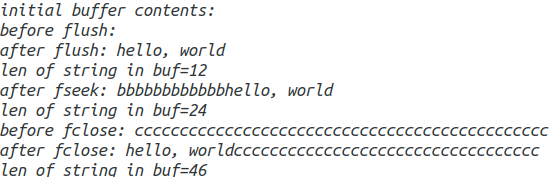 initial buffer contents:
before flush:
after flush: hello, world
len of string in buf=12
after fseek: bbbbbbbbbbbbhello, world
len of string in buf=24
before fclose: cccccccccccccccccccccccccccccccccccccccccccccc
after fclose: hello, worldcccccccccccccccccccccccccccccccccc
len of string in buf=46